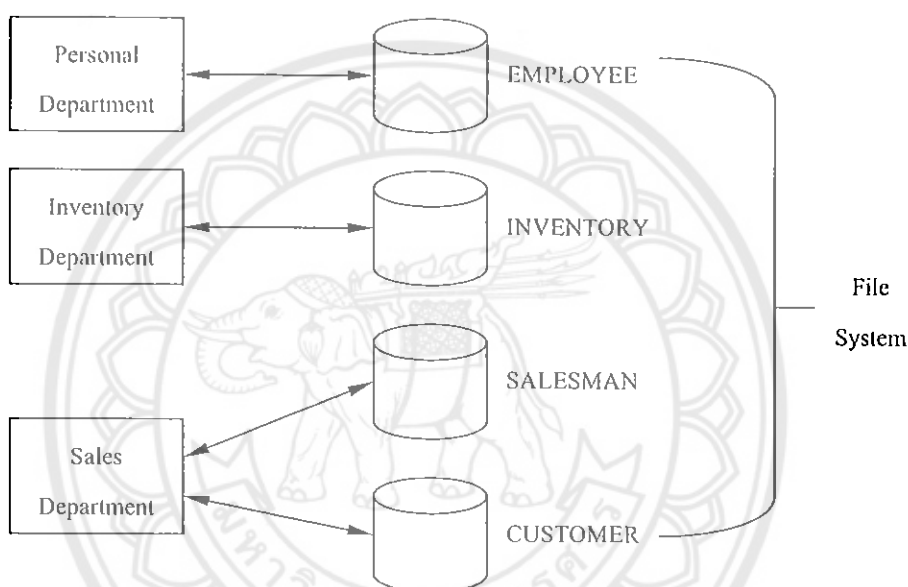 Personal
Department
EMPLOYEE
Inventory
Department
INVENTORY
File
System
SALESMAN
Sales
Department
CUSTOMER